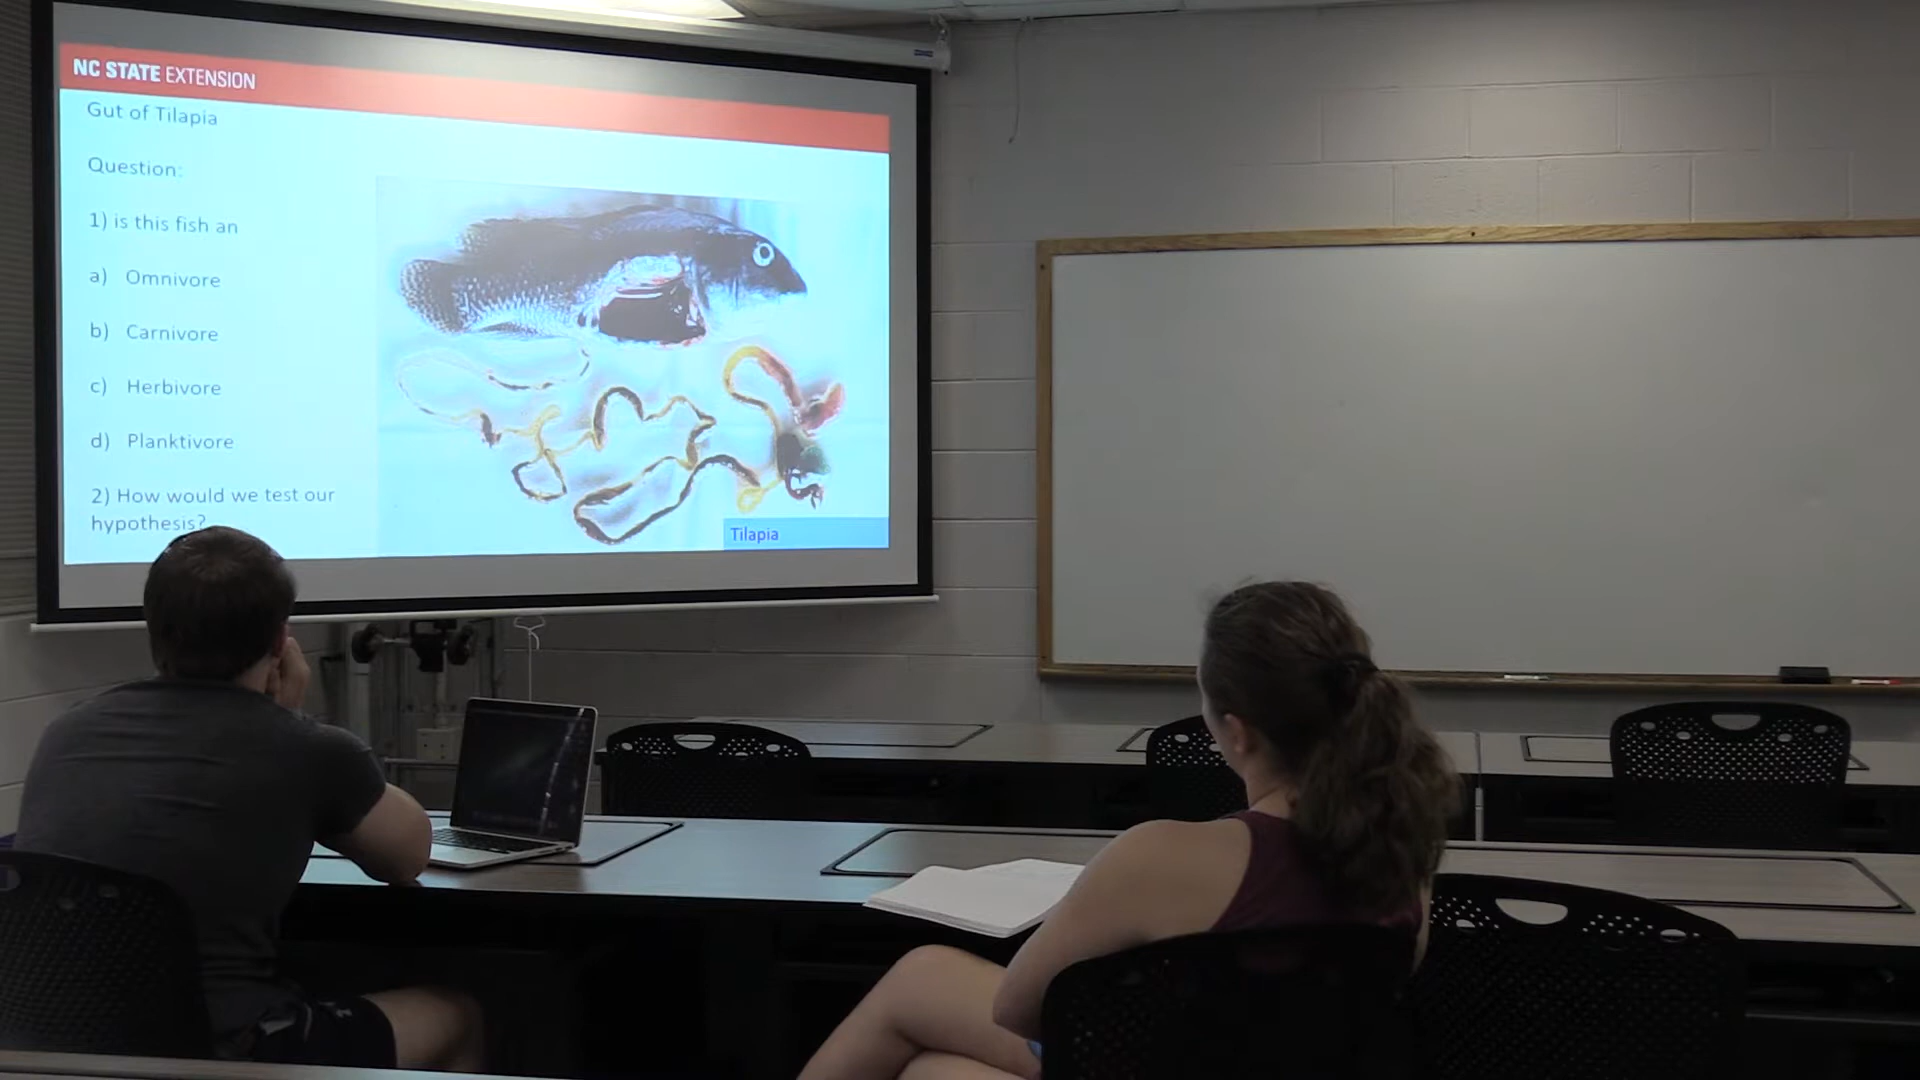 NC STATE EXTENSION
Gut of Tilapia
Question:
1) is this fish an
a) Omnivore
b) Carnivore
c) Herbivore
d) Planktivore
2) How would we test our
hypothesis?
Tilapia